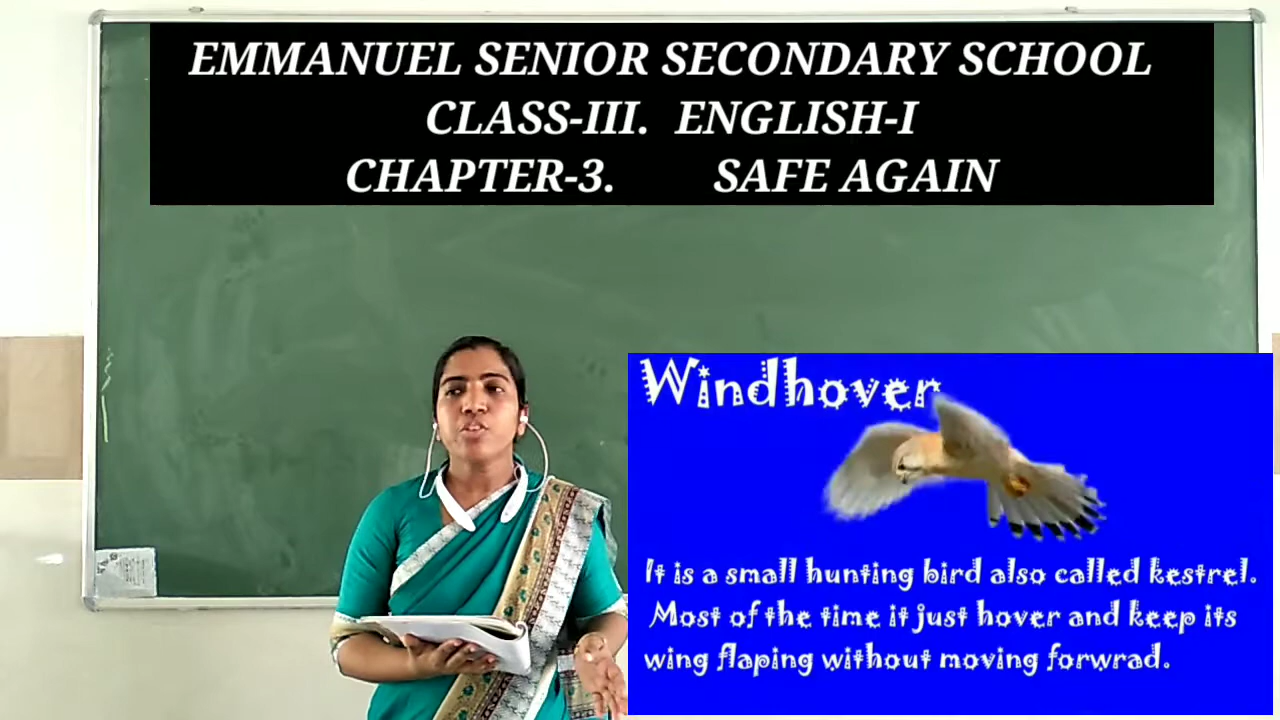 EMMANUEL SENIOR SECONDARY SCHOOL
CLASS-III. ENGLISH-I
CHAPTER-3. SAFE AGAIN
Windhover
It is a small hunting bird also called kestrel.
Most of the time it just hover and keep its
wing flaping without moving forwrad.